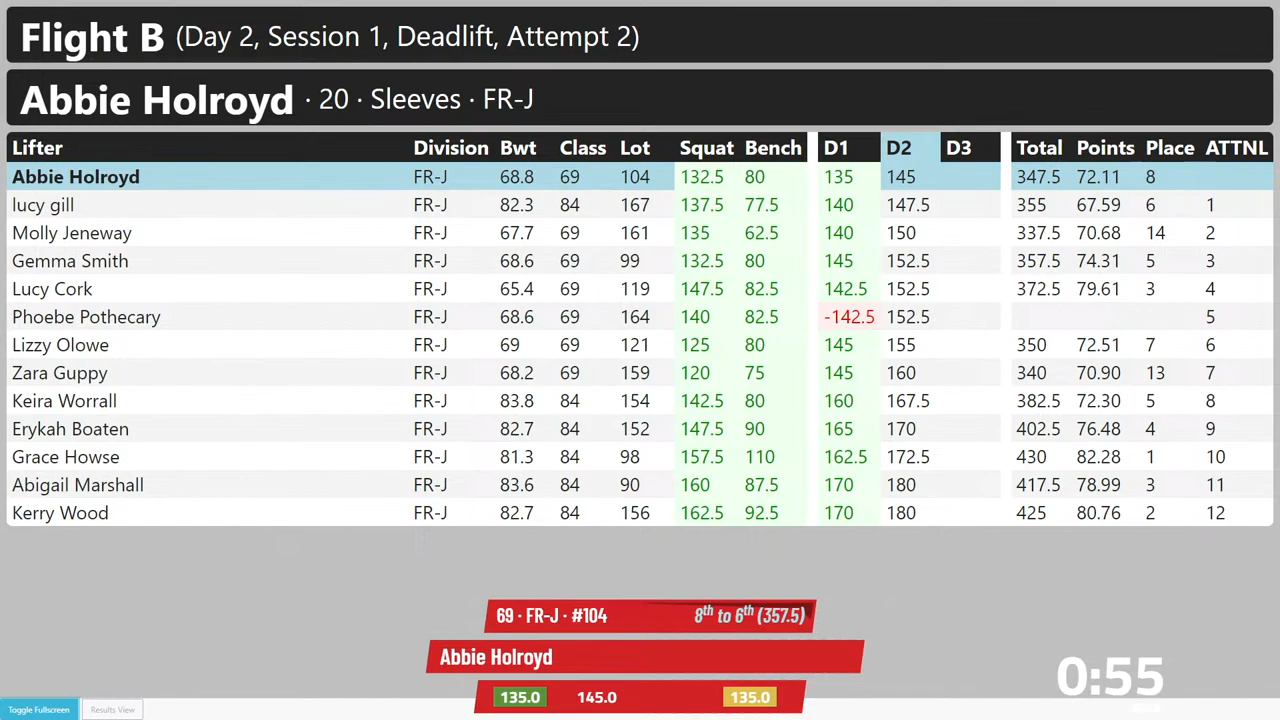 Flight B (Day 2, Session 1, Deadlift, Attempt 2)
Abbie Holroyd · 20 · Sleeves · FR-J
Lifter Division Bwt Class Lot Squat Bench D1 D2 D3 Total Points Place ATTNL
Abbie Holroyd FR-J 68.8 69 104 132.5 80 135 145 347.5 72.11 8
lucy gill FR-J 82.3 84 167 137.5 77.5 140 147.5 355 67.59 6 1
Molly Jeneway FR-J 67.7 69 161 135 62.5 140 150 337.5 70.68 14 2
Gemma Smith FR-J 68.6 69 99 132.5 80 145 152.5 357.5 74.31 5 3
Lucy Cork FR-J 65.4 69 119 147.5 82.5 142.5 152.5 372.5 79.61 3 4
Phoebe Pothecary FR-J 68.6 69 164 140 82.5 -142.5 152.5 5
Lizzy Olowe FR-J 69 69 121 125 80 145 155 350 72.51 7 6
Zara Guppy FR-J 68.2 69 159 120 75 145 160 340 70.90 13 7
Keira Worrall FR-J 83.8 84 154 142.5 80 160 167.5 382.5 72.30 5 8
Erykah Boaten FR-J 82.7 84 152 147.5 90 165 170 402.5 76.48 4 9
Grace Howse FR-J 81.3 84 98 157.5 110 162.5 172.5 430 82.28 1 10
Abigail Marshall FR-J 83.6 84 90 160 87.5 170 180 417.5 78.99 3 11
Kerry Wood FR-J 82.7 84 156 162.5 92.5 170 180 425 80.76 2 12
69 · FR-J · #104 8th to 6th (357.5)
Abbie Holroyd
135.0 145.0 135.0
0:55
Toggle Fullscreen Results View